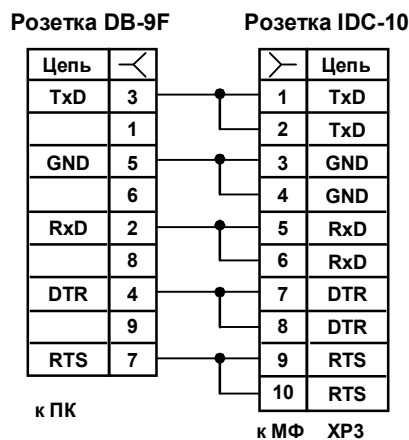 Розетка DB-9F Розетка IDC-10
Цепь Цепь
TxD 3 1 TxD
1 2 TxD
GND 5 3 GND
6 4 GND
RxD 2 5 RxD
8 6 RxD
DTR 4 7 DTR
9 8 DTR
RTS 7 9 RTS
10 RTS
к ПК
к МФ XP3